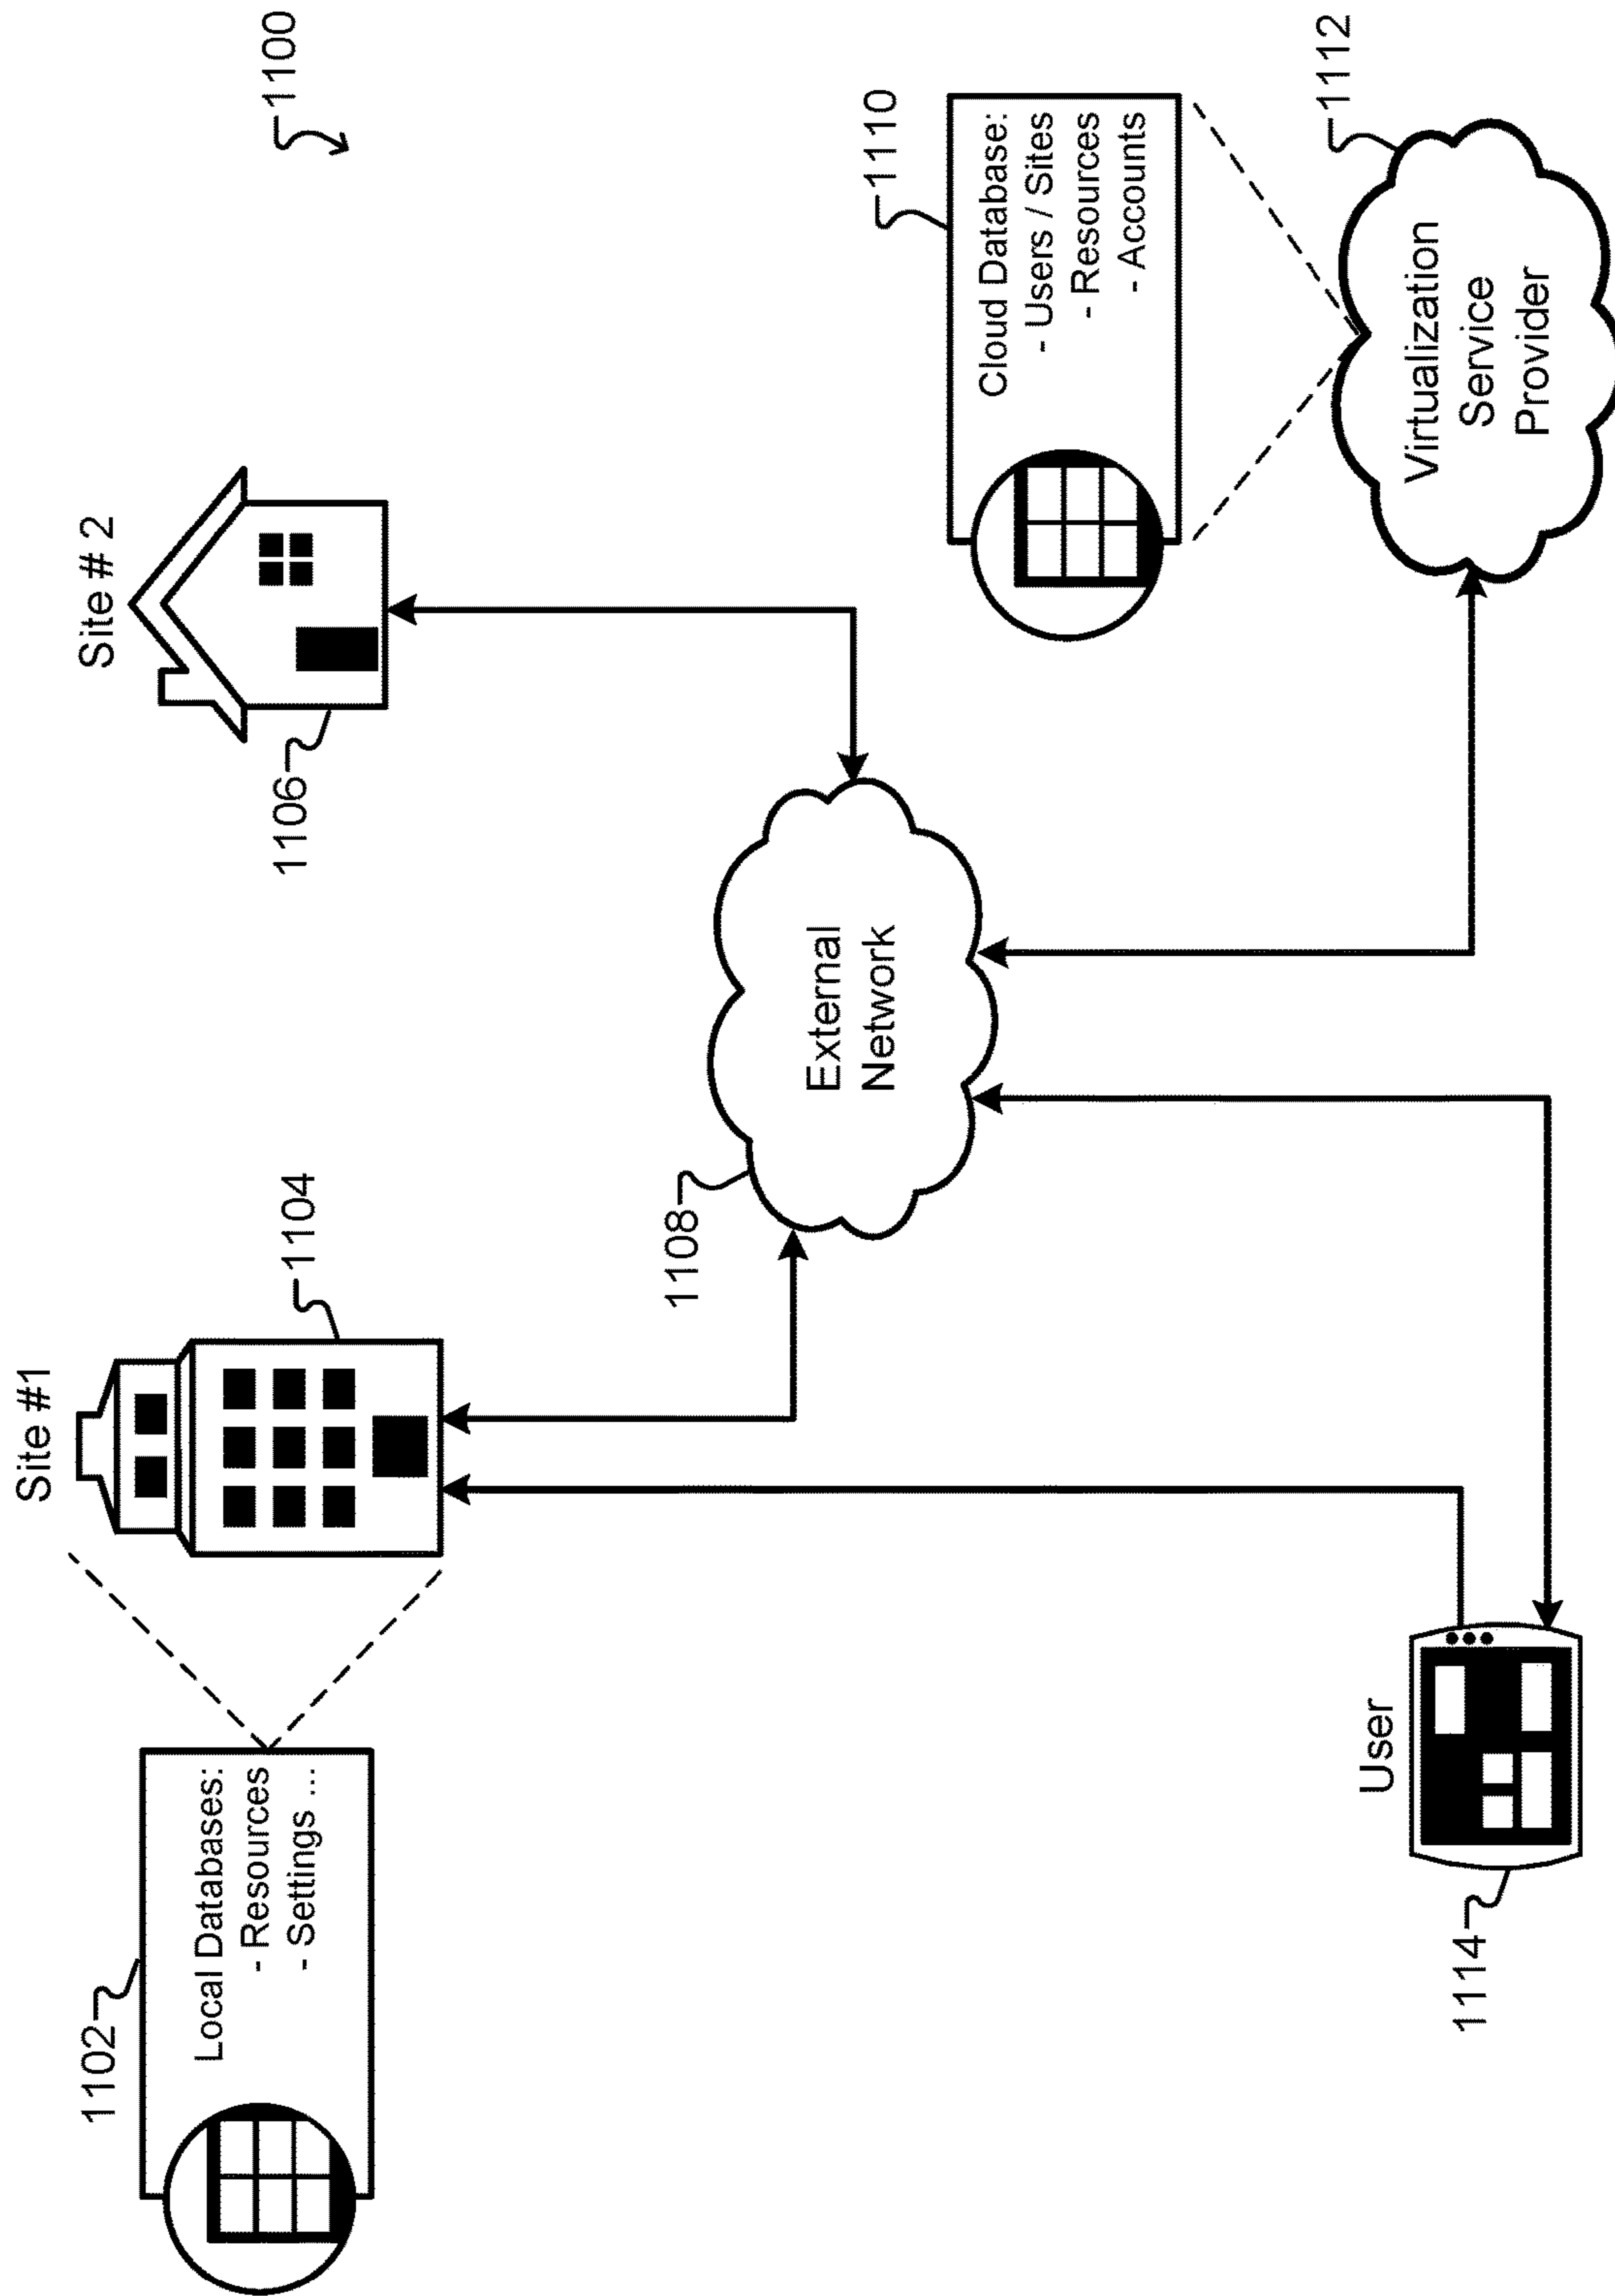 1100
Site #1
Site # 2
1102
Local Databases:
- Resources
- Settings ...
1104
1106
1108
External
Network
1110
Cloud Database:
- Users / Sites
- Resources
- Accounts
User
1114
1112
Virtualization
Service
Provider